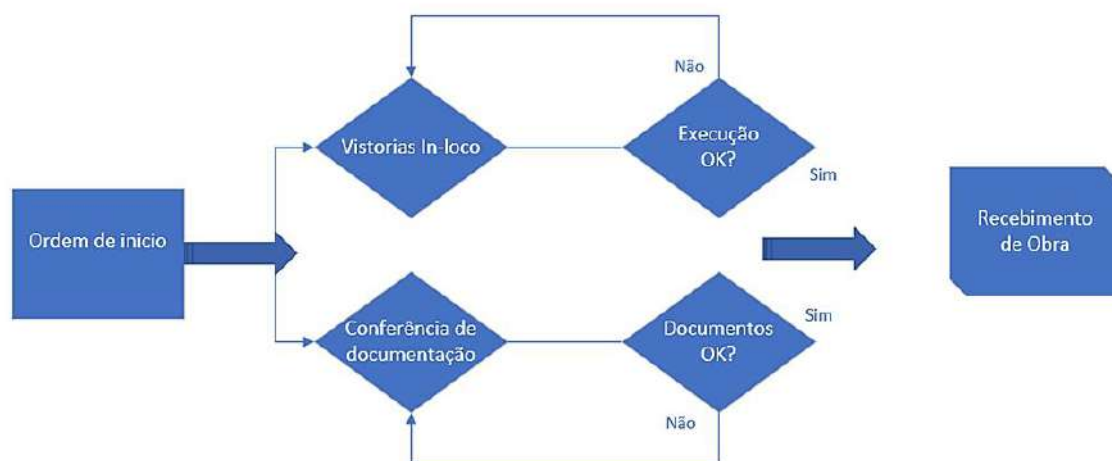 Ordem de inicio
Vistorias In-loco
Não
Execução
OK?
Sim
Conferência de
documentação
Documentos
OK?
Sim
Não
Recebimento
de Obra